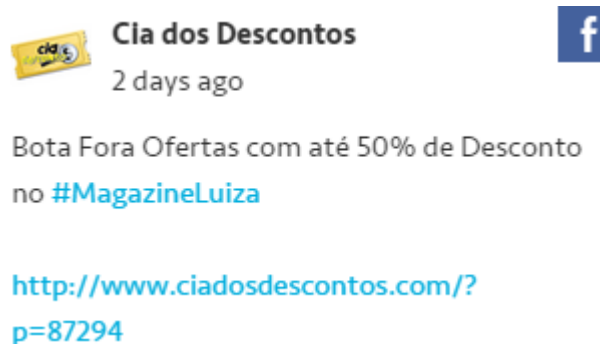 Cia dos Descontos
2 days ago
Bota Fora Ofertas com até 50% de Desconto
no #MagazineLuiza
http://www.ciadosdescontos.com/?
p=87294